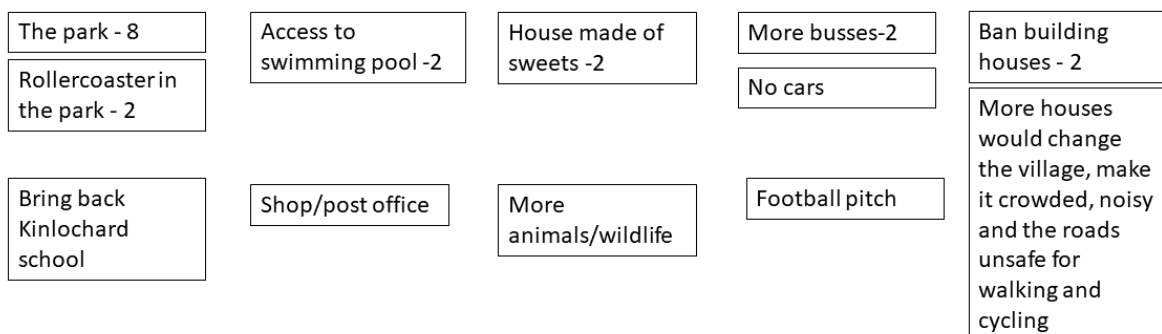 The park - 8
Rollercoaster in
the park - 2
Access to
swimming pool -2
House made of
sweets -2
More busses-2
No cars
Ban building
houses - 2
More houses
would change
the village, make
it crowded, noisy
and the roads
unsafe for
walking and
cycling
Bring back
Kinlochard
school
Shop/post office
More
animals/wildlife
Football pitch